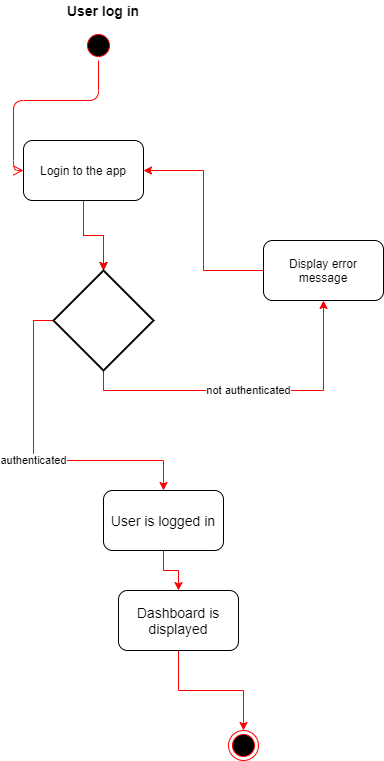 User log in
Login to the app
Display error
message
not authenticated
authenticated
User is logged in
Dashboard is
displayed